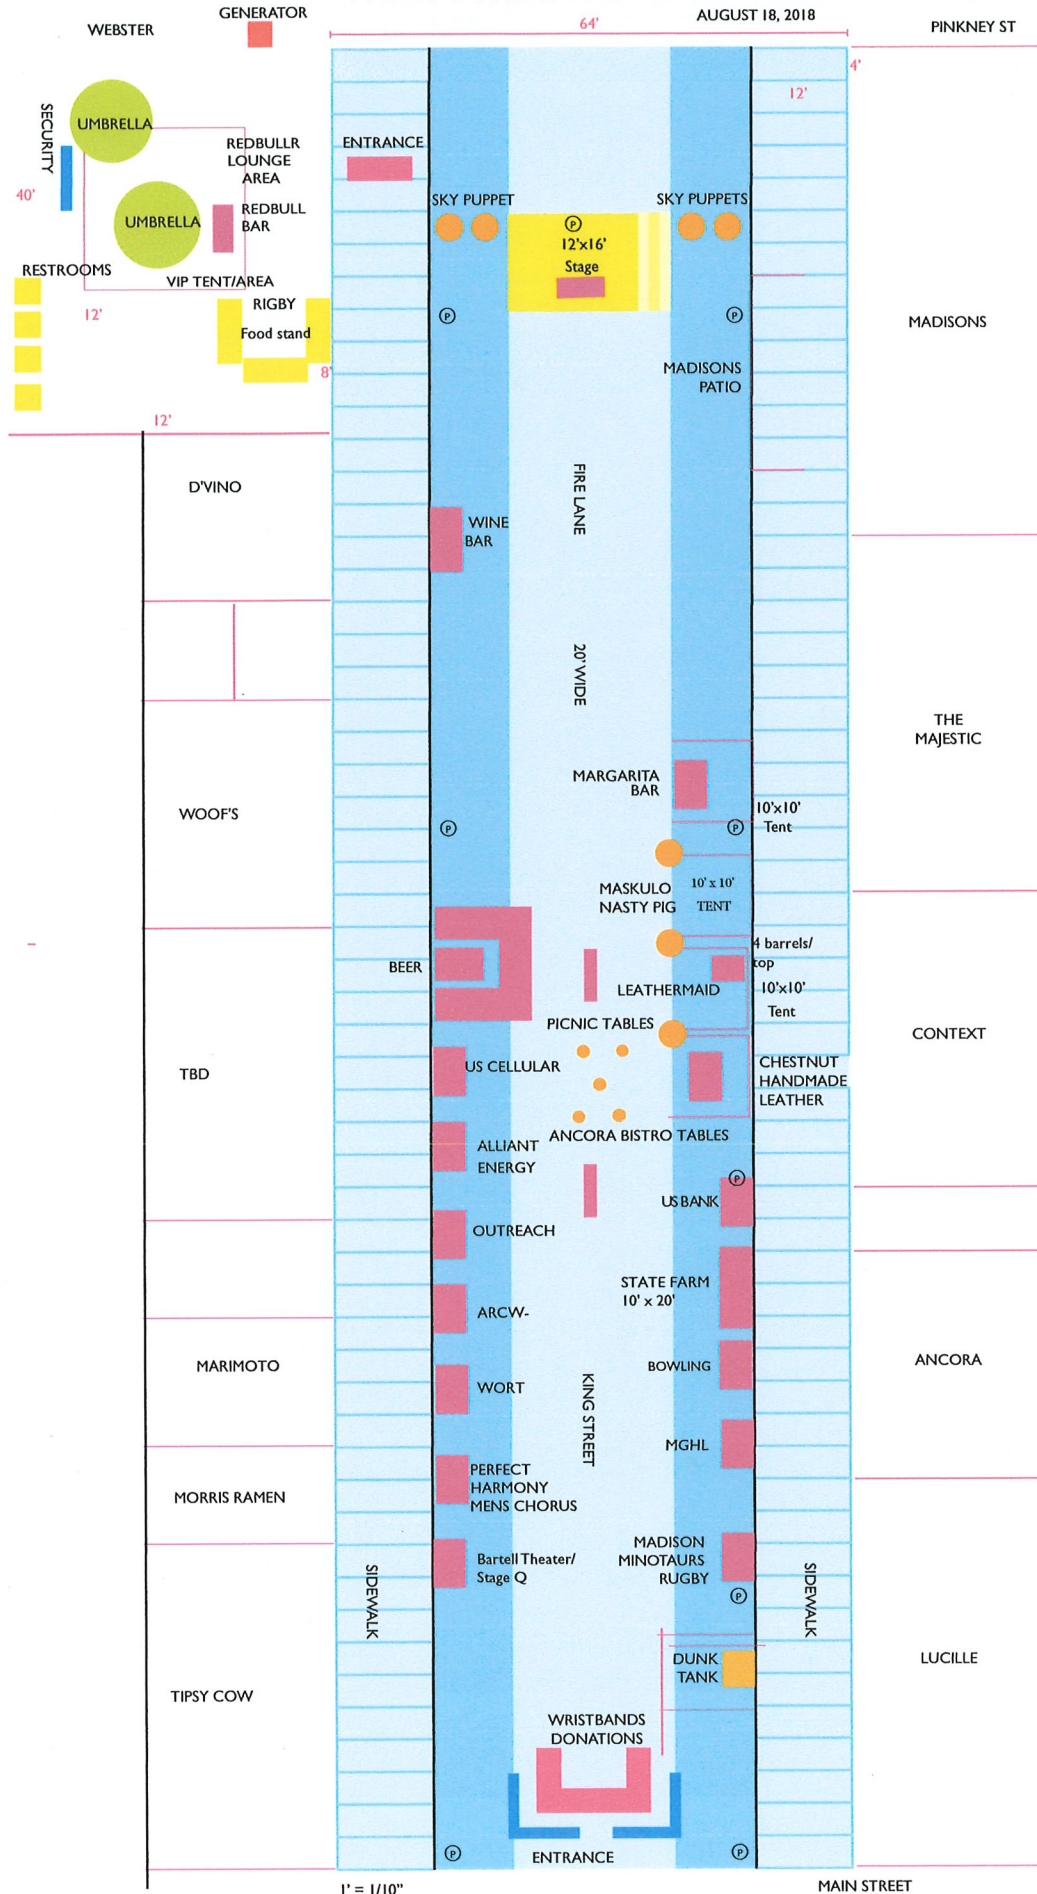 GENERATOR
WEBSTER
64'
AUGUST 18, 2018
PINKNEY ST
4'
12'
SECURITY
UMBRELLA
REDBULLR
LOUNGE
AREA
ENTRANCE
40'
UMBRELLA
REDBULL
BAR
SKY PUPPET
SKY PUPPETS
P
12'x16'
Stage
RESTROOMS
VIP TENT/AREA
12'
RIGBY
Food stand
8'
P
P
MADISONS
MADISONS
PATIO
12'
D'VINO
FIRE LANE
WINE
BAR
20' WIDE
THE
MAJESTIC
MARGARITA
BAR
10'x10'
Tent
WOOF'S
P
P
MASKULO
NASTY PIG
10' x 10'
TENT
4 barrels/
top
BEER
LEATHERMAID
10'x10'
Tent
PICNIC TABLES
CONTEXT
TBD
US CELLULAR
CHESTNUT
HANDMADE
LEATHER
ANCORA BISTRO TABLES
ALLIANT
ENERGY
P
US BANK
OUTREACH
STATE FARM
10' x 20'
ARCW-
MARIMOTO
BOWLING
ANCORA
WORT
KING STREET
MGHL
PERFECT
HARMONY
MENS CHORUS
MORRIS RAMEN
MADISON
MINOTAURS
RUGBY
Bartell Theater/
Stage Q
SIDEWALK
SIDEWALK
P
DUNK
TANK
LUCILLE
TIPSY COW
WRISTBANDS
DONATIONS
P
ENTRANCE
P
1' = 1/10"
MAIN STREET